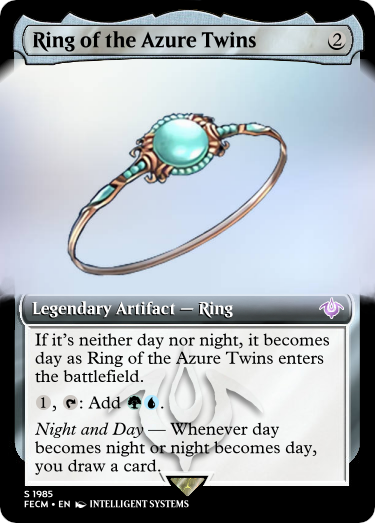 Ring of the Azure Twins 2
Legendary Artifact — Ring
If it's neither day nor night, it becomes
day as Ring of the Azure Twins enters
the battlefield.
1, : Add .
Night and Day — Whenever day
becomes night or night becomes day,
you draw a card.
S 1985
FECM • EN INTELLIGENT SYSTEMS